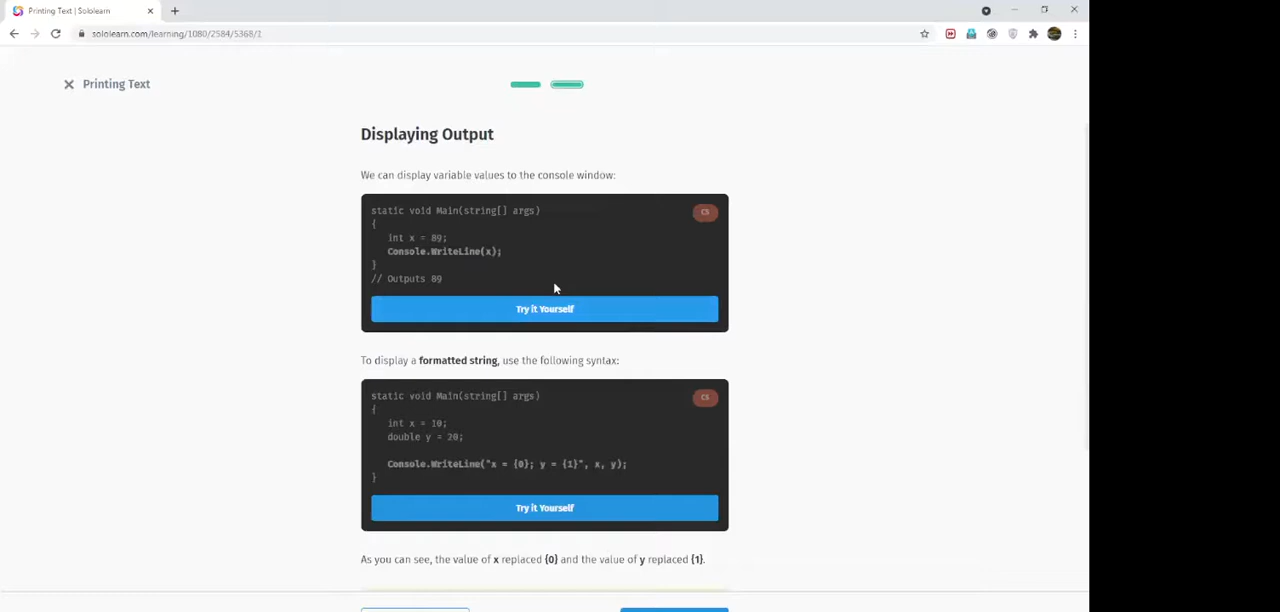 Printing Text | Sololearn
sololearn.com/learning/1080/2584/5368/2
Printing Text
Displaying Output
We can display variable values to the console window:
static void Main(string[] args)
{
int x = 89;
Console.WriteLine(x);
}
// Outputs 89
CS
Try it Yourself
To display a formatted string, use the following syntax:
static void Main(string[] args)
{
int x = 10;
double y = 20;
Console.WriteLine("x = {0}; y = {1}", x, y);
}
CS
Try it Yourself
As you can see, the value of x replaced {0} and the value of y replaced {1}.